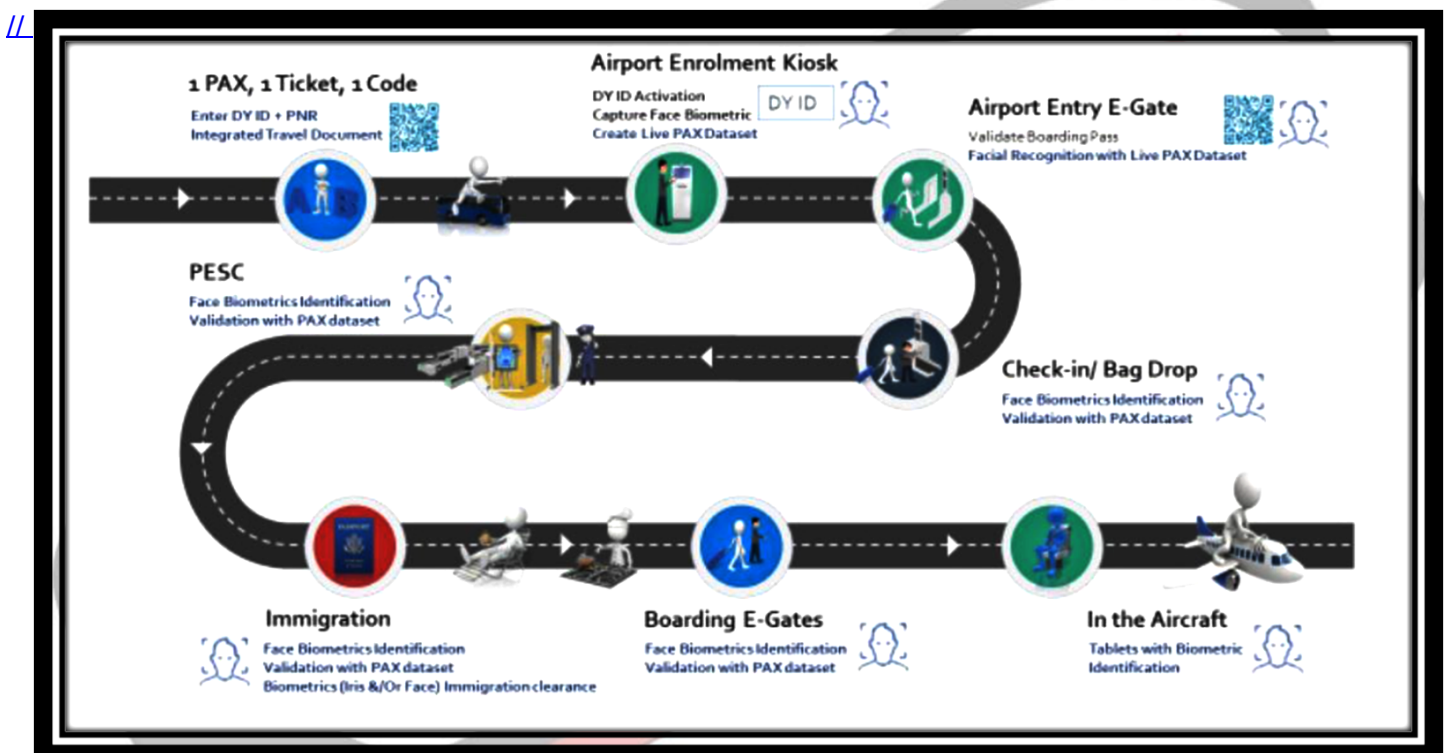 //
1 PAX, 1 Ticket, 1 Code
Enter DY ID + PNR
Integrated Travel Document
Airport Enrolment Kiosk
DY ID Activation
Capture Face Biometric
Create Live PAX Dataset
DY ID
Airport Entry E-Gate
Validate Boarding Pass
Facial Recognition with Live PAX Dataset
PESC
Face Biometrics Identification
Validation with PAX dataset
Check-in/ Bag Drop
Face Biometrics Identification
Validation with PAX dataset
PASSPORT
Immigration
Face Biometrics Identification
Validation with PAX dataset
Biometrics (Iris &/Or Face) Immigration clearance
Boarding E-Gates
Face Biometrics Identification
Validation with PAX dataset
In the Aircraft
Tablets with Biometric
Identification